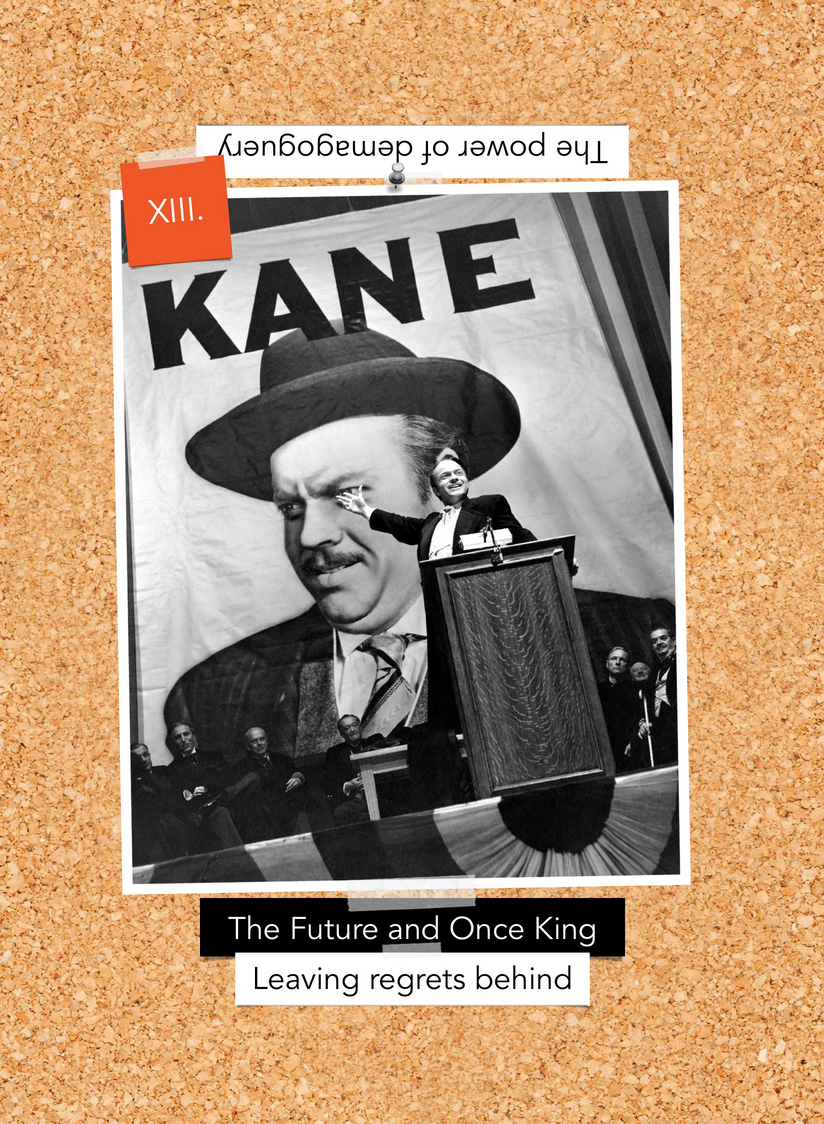 The power of demagoguery
XIII.
KANE
The Future and Once King
Leaving regrets behind